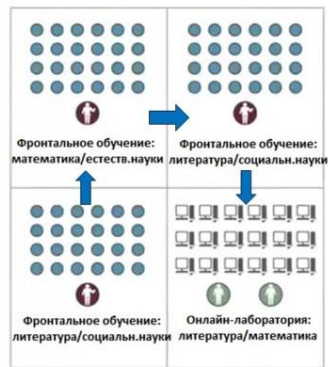 Фронтальное обучение:
математика/естеств.науки
Фронтальное обучение:
литература/социальн.науки
Фронтальное обучение:
литература/социальн.науки
Онлайн-лаборатория:
литература/математика